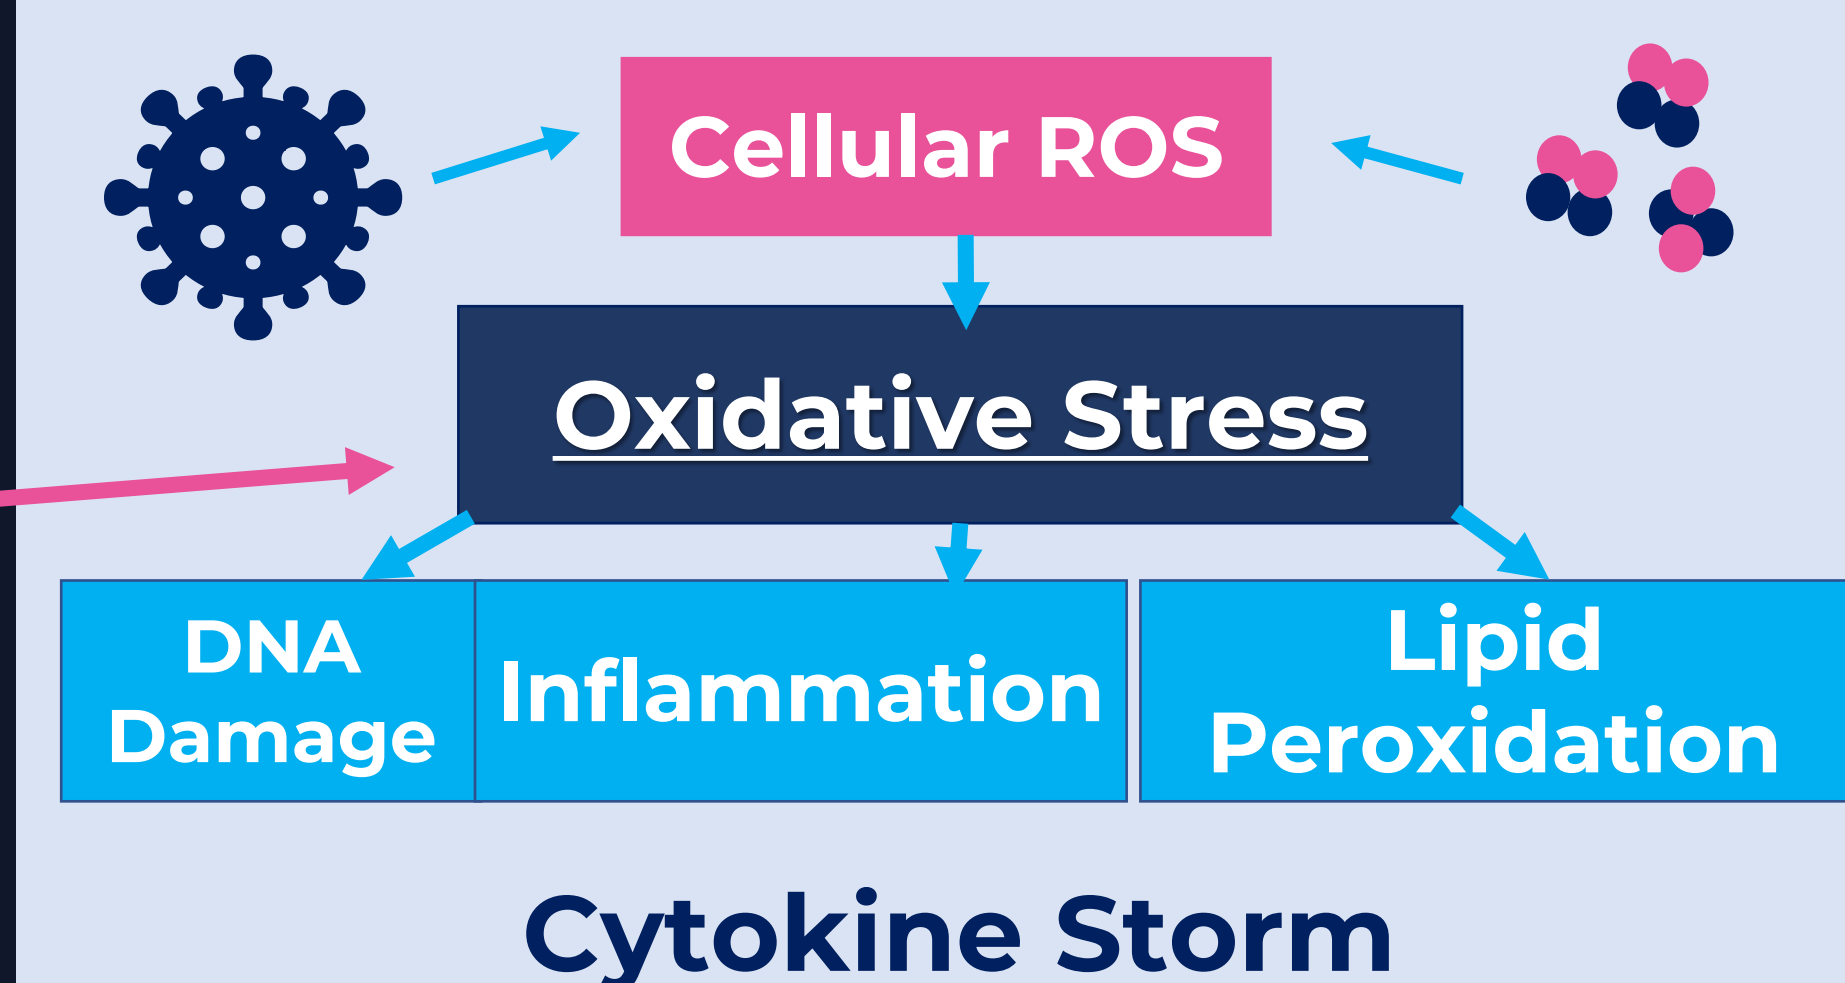 Cellular ROS
Oxidative Stress
DNA
Damage
Inflammation
Lipid
Peroxidation
Cytokine Storm